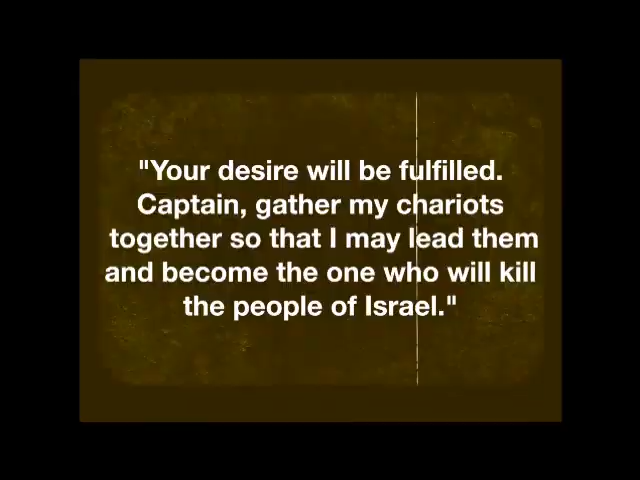 "Your desire will be fulfilled.
Captain, gather my chariots
together so that I may lead them
and become the one who will kill
the people of Israel."